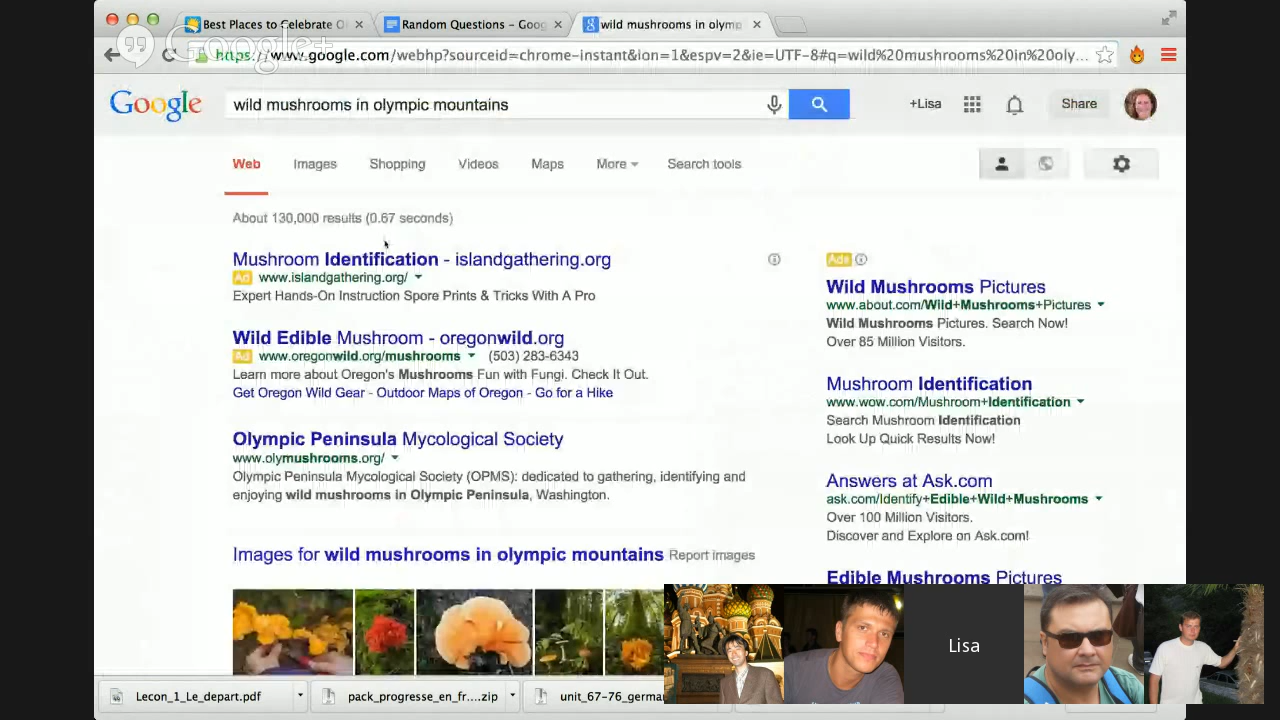 Best Places to Celebrate O
Random Questions – Goog
wild mushrooms in olymp
Google+
https://www.google.com/webhp?sourceid=chrome-instant&ion=1&espv=2&ie=UTF-8#q=wild%20mushrooms%20in%20oly...
Google
wild mushrooms in olympic mountains
+Lisa
Share
Web
Images
Shopping
Videos
Maps
More
Search tools
About 130,000 results (0.67 seconds)
Mushroom Identification - islandgathering.org
Ad www.islandgathering.org/
Expert Hands-On Instruction Spore Prints & Tricks With A Pro
Wild Edible Mushroom - oregonwild.org
Ad www.oregonwild.org/mushrooms (503) 283-6343
Learn more about Oregon's Mushrooms Fun with Fungi. Check It Out.
Get Oregon Wild Gear - Outdoor Maps of Oregon - Go for a Hike
Olympic Peninsula Mycological Society
www.olymushrooms.org/
Olympic Peninsula Mycological Society (OPMS): dedicated to gathering, identifying and
enjoying wild mushrooms in Olympic Peninsula, Washington.
Images for wild mushrooms in olympic mountains Report images
Ads
Wild Mushrooms Pictures
www.about.com/Wild+Mushrooms+Pictures
Wild Mushrooms Pictures. Search Now!
Over 85 Million Visitors.
Mushroom Identification
www.wow.com/Mushroom+Identification
Search Mushroom Identification
Look Up Quick Results Now!
Answers at Ask.com
ask.com/Identify+Edible+Wild+Mushrooms
Over 100 Million Visitors.
Discover and Explore on Ask.com!
Edible Mushrooms Pictures
Lisa
Lecon_1_Le_depart.pdf
pack_progresse_en_fr....zip
unit_67-76_germa